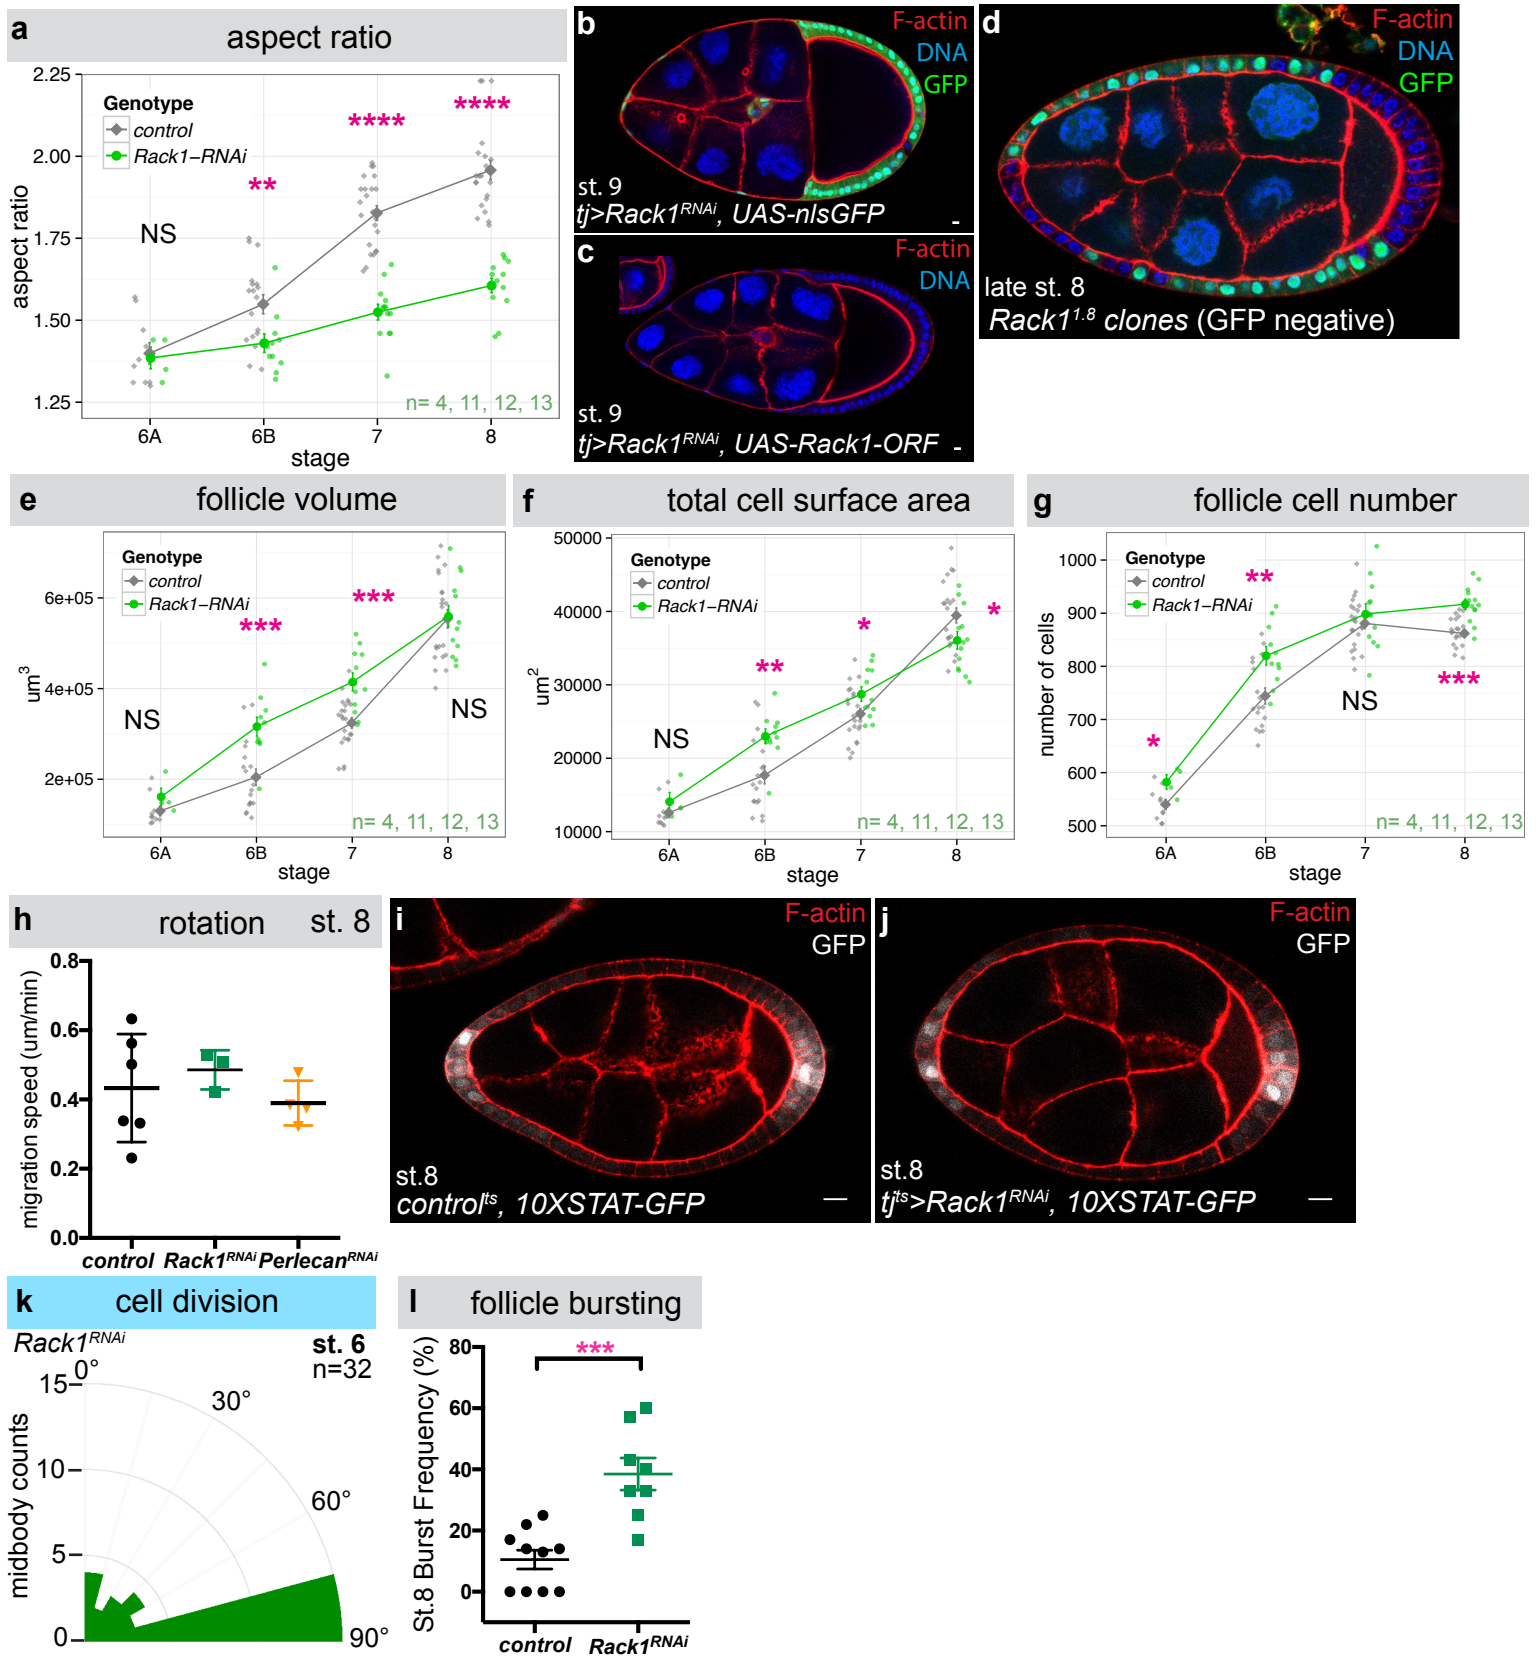 a aspect ratio
2.25
2.00
1.75
1.50
1.25
aspect ratio
Genotype
control
Rack1–RNAi
NS
**
****
****
n= 4, 11, 12, 13
6A 6B 7 8
stage
b F-actin
DNA
GFP
st. 9
tj>Rack1RNAi, UAS-nlsGFP
c F-actin
DNA
st. 9
tj>Rack1RNAi, UAS-Rack1-ORF
d F-actin
DNA
GFP
late st. 8
Rack11.8 clones (GFP negative)
e follicle volume
6e+05
4e+05
2e+05
um3
Genotype
control
Rack1–RNAi
NS
***
***
NS
n= 4, 11, 12, 13
6A 6B 7 8
stage
f total cell surface area
50000
40000
30000
20000
10000
um2
Genotype
control
Rack1–RNAi
NS
**
*
*
n= 4, 11, 12, 13
6A 6B 7 8
stage
g follicle cell number
1000
900
800
700
600
500
number of cells
Genotype
control
Rack1–RNAi
*
**
NS
***
n= 4, 11, 12, 13
6A 6B 7 8
stage
h rotation st. 8
0.8
0.6
0.4
0.2
0.0
migration speed (um/min)
control Rack1RNAi PerlecanRNAi
i F-actin
GFP
st.8
controlts, 10XSTAT-GFP
j F-actin
GFP
st.8
tjts>Rack1RNAi, 10XSTAT-GFP
k cell division
Rack1RNAi st. 6
n=32
0°
30°
60°
90°
15
10
5
0
midbody counts
l follicle bursting
***
80
60
40
20
0
St.8 Burst Frequency (%)
control Rack1RNAi